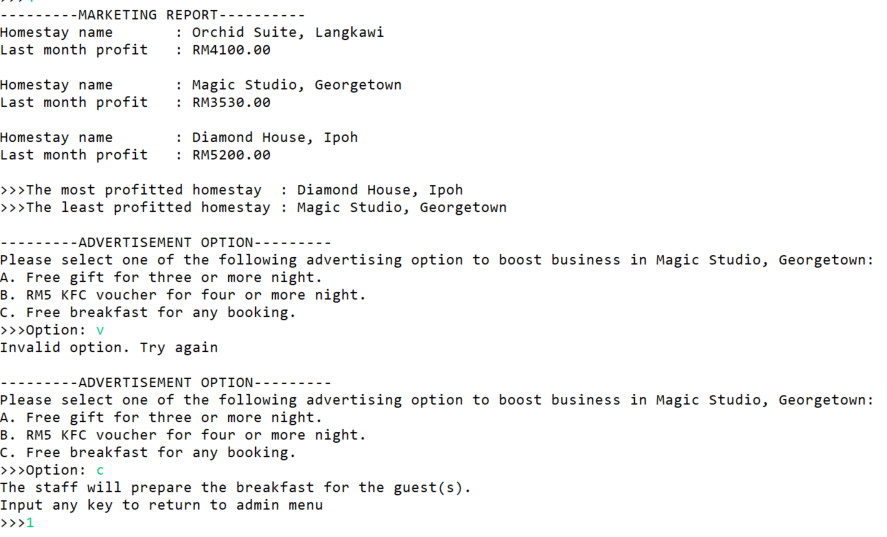 ---------MARKETING REPORT----------
Homestay name       : Orchid Suite, Langkawi
Last month profit   : RM4100.00

Homestay name       : Magic Studio, Georgetown
Last month profit   : RM3530.00

Homestay name       : Diamond House, Ipoh
Last month profit   : RM5200.00

>>>The most profitted homestay  : Diamond House, Ipoh
>>>The least profitted homestay : Magic Studio, Georgetown

---------ADVERTISEMENT OPTION---------
Please select one of the following advertising option to boost business in Magic Studio, Georgetown:
A. Free gift for three or more night.
B. RM5 KFC voucher for four or more night.
C. Free breakfast for any booking.
>>>Option: v
Invalid option. Try again

---------ADVERTISEMENT OPTION---------
Please select one of the following advertising option to boost business in Magic Studio, Georgetown:
A. Free gift for three or more night.
B. RM5 KFC voucher for four or more night.
C. Free breakfast for any booking.
>>>Option: c
The staff will prepare the breakfast for the guest(s).
Input any key to return to admin menu
>>>1